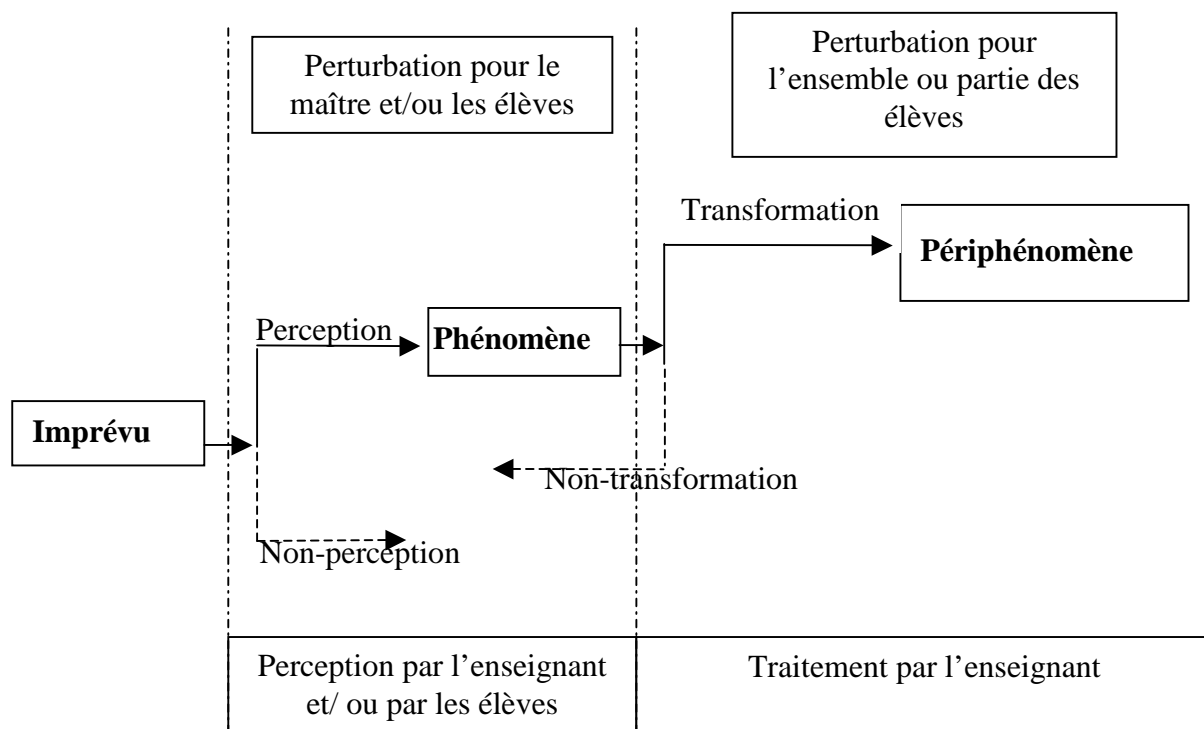 Perturbation pour le
maître et/ou les élèves
Perturbation pour
l’ensemble ou partie des
élèves
Transformation
Périphénomène
Perception
Phénomène
Imprévu
Non-transformation
Non-perception
Perception par l’enseignant
et/ ou par les élèves
Traitement par l’enseignant